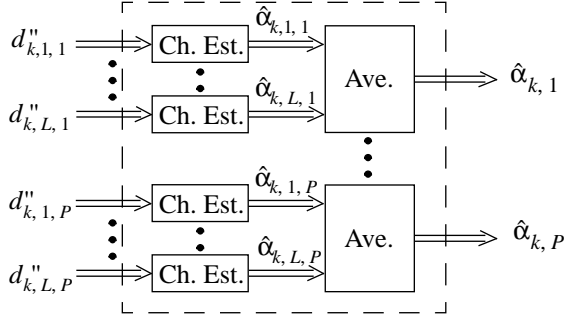 d''k,1,1 Ch. Est. α̂k,1,1
Ave. α̂k,1
d''k,L,1 Ch. Est. α̂k,L,1
d''k,1,P Ch. Est. α̂k,1,P
Ave. α̂k,P
d''k,L,P Ch. Est. α̂k,L,P